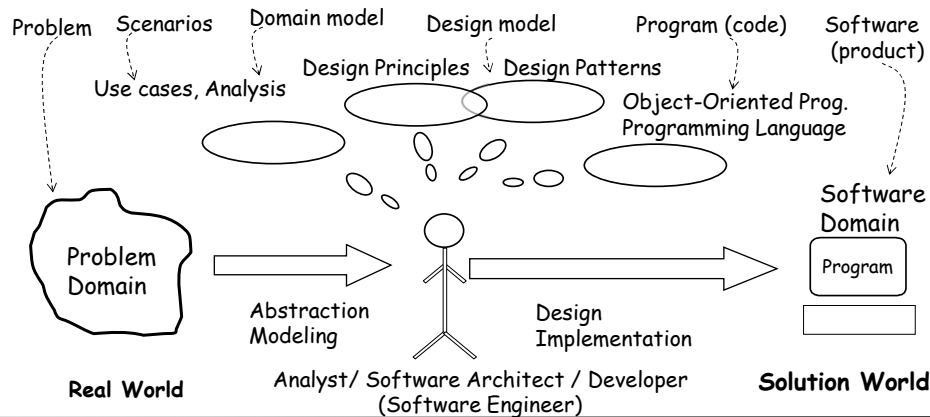 Problem
Scenarios
Domain model
Design model
Program (code)
Software
(product)
Use cases, Analysis
Design Principles
Design Patterns
Object-Oriented Prog.
Programming Language
Problem
Domain
Software
Domain
Program
Abstraction
Modeling
Design
Implementation
Real World
Analyst/ Software Architect / Developer
(Software Engineer)
Solution World